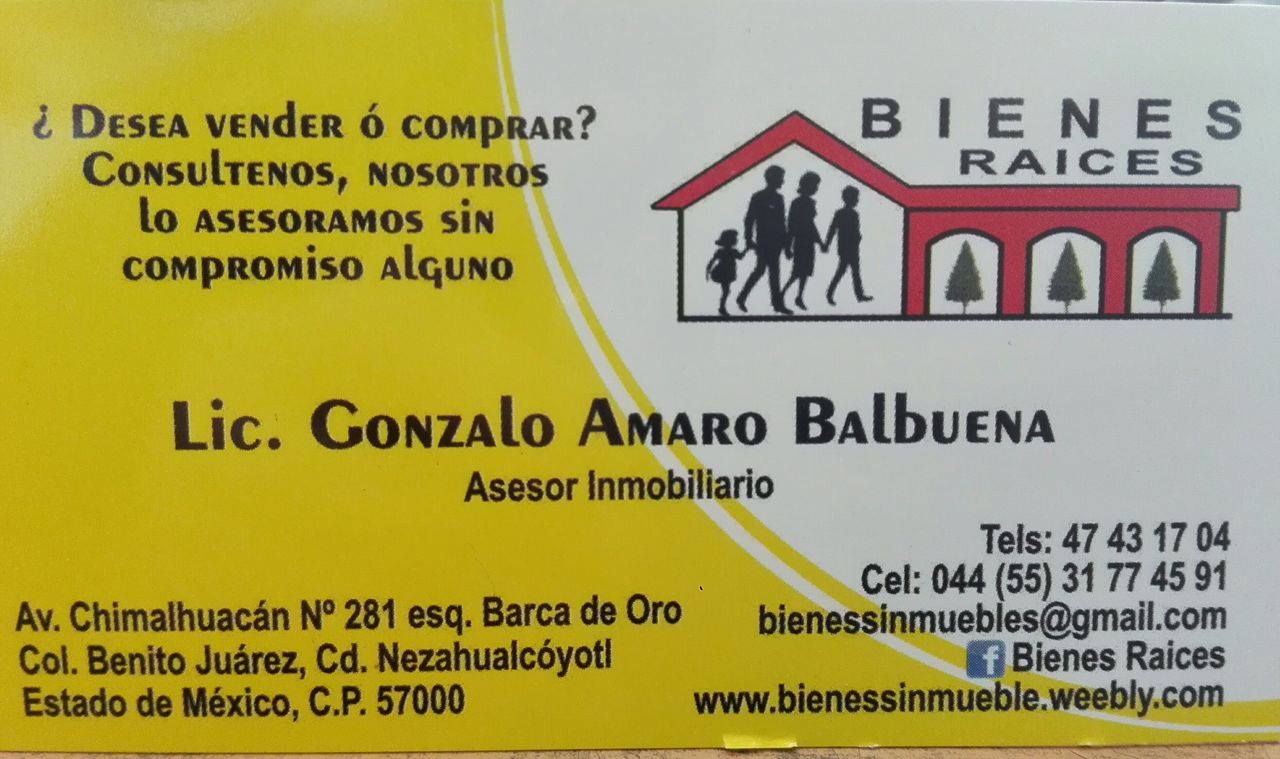 ¿ Desea vender ó comprar?
Consultenos, nosotros
lo asesoramos sin
compromiso alguno
BIENES
RAICES
Lic. Gonzalo Amaro Balbuena
Asesor Inmobiliario
Tels: 47 43 17 04
Cel: 044 (55) 31 77 45 91
bienessinmuebles@gmail.com
f Bienes Raices
www.bienessinmueble.weebly.com
Av. Chimalhuacán Nº 281 esq. Barca de Oro
Col. Benito Juárez, Cd. Nezahualcóyotl
Estado de México, C.P. 57000